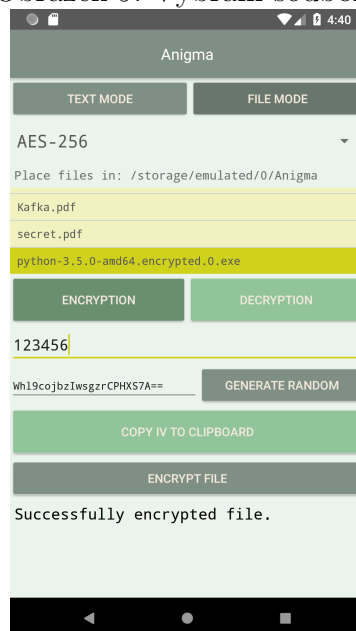 4:40
Anigma
TEXT MODE FILE MODE
AES-256
Place files in: /storage/emulated/0/Anigma
Kafka.pdf
secret.pdf
python-3.5.0-amd64.encrypted.0.exe
ENCRYPTION DECRYPTION
123456
Whl9cojbzIwsgzrCPHXS7A== GENERATE RANDOM
COPY IV TO CLIPBOARD
ENCRYPT FILE
Successfully encrypted file.